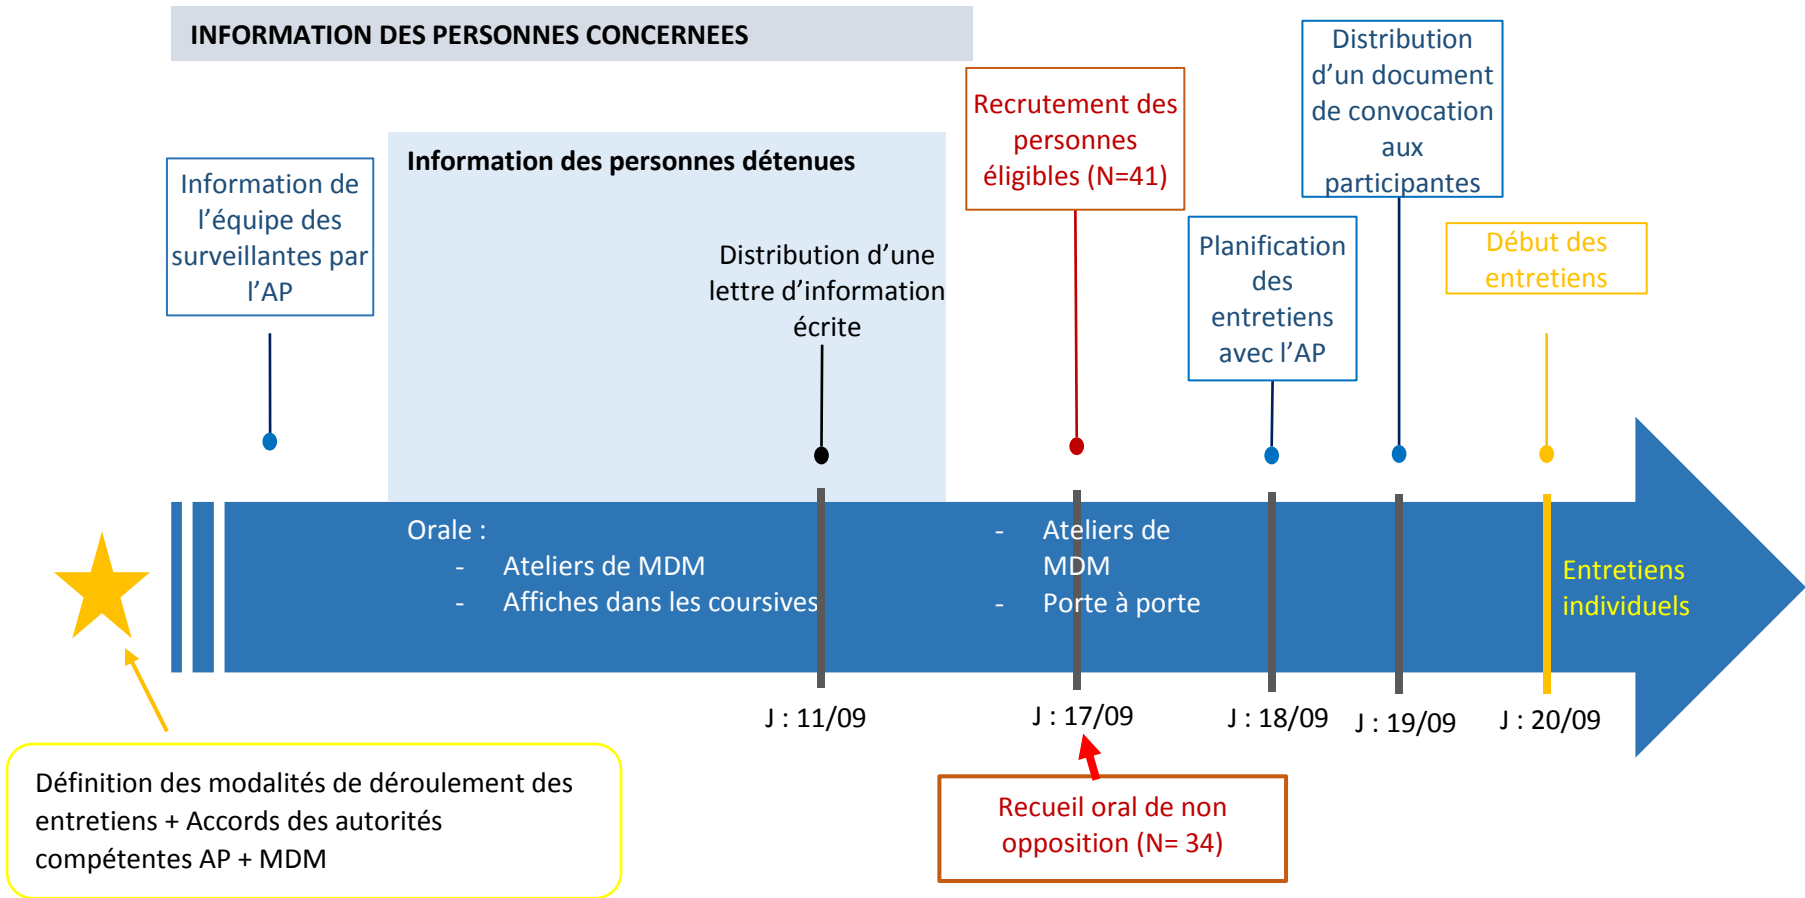 INFORMATION DES PERSONNES CONCERNEES
Information de
l’équipe des
surveillantes par
l’AP
Information des personnes détenues
Distribution d’une
lettre d’information
écrite
Recrutement des
personnes
éligibles (N=41)
Planification
des
entretiens
avec l’AP
Distribution
d’un document
de convocation
aux
participantes
Début des
entretiens
Orale :
- Ateliers de MDM
- Affiches dans les coursives
- Ateliers de
MDM
- Porte à porte
Entretiens
individuels
J : 11/09
J : 17/09
J : 18/09
J : 19/09
J : 20/09
Définition des modalités de déroulement des
entretiens + Accords des autorités
compétentes AP + MDM
Recueil oral de non
opposition (N= 34)